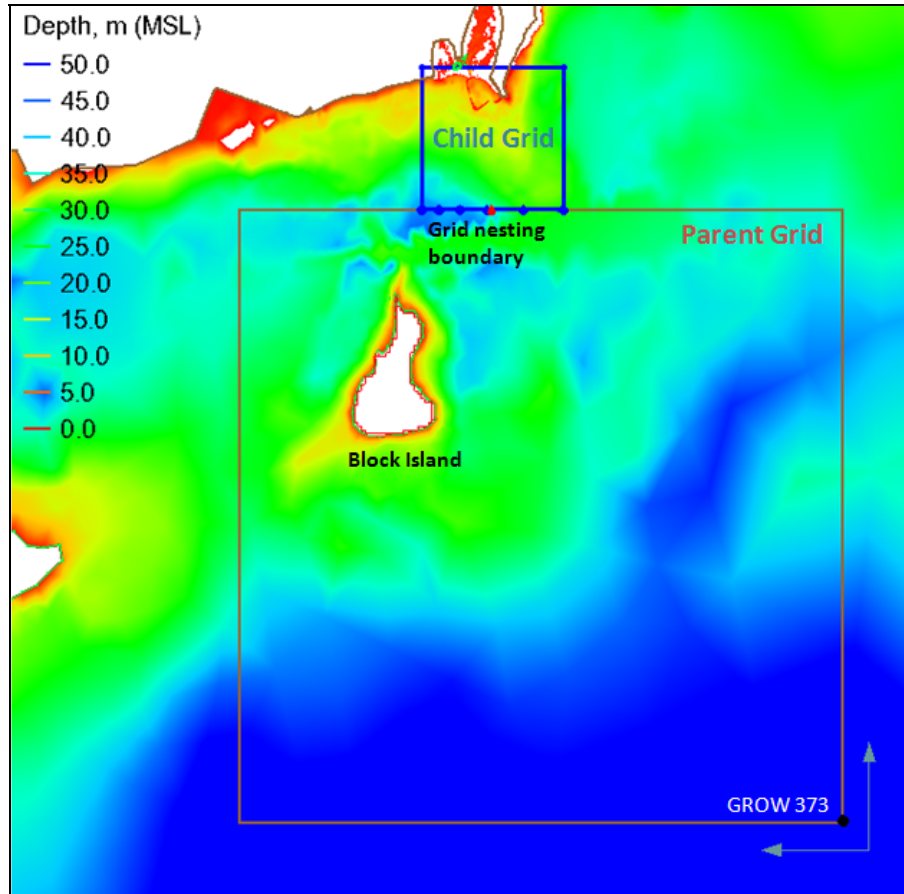 Depth, m (MSL)
50.0
45.0
40.0
35.0
30.0
25.0
20.0
15.0
10.0
5.0
0.0
Child Grid
Grid nesting
boundary
Parent Grid
Block Island
GROW 373